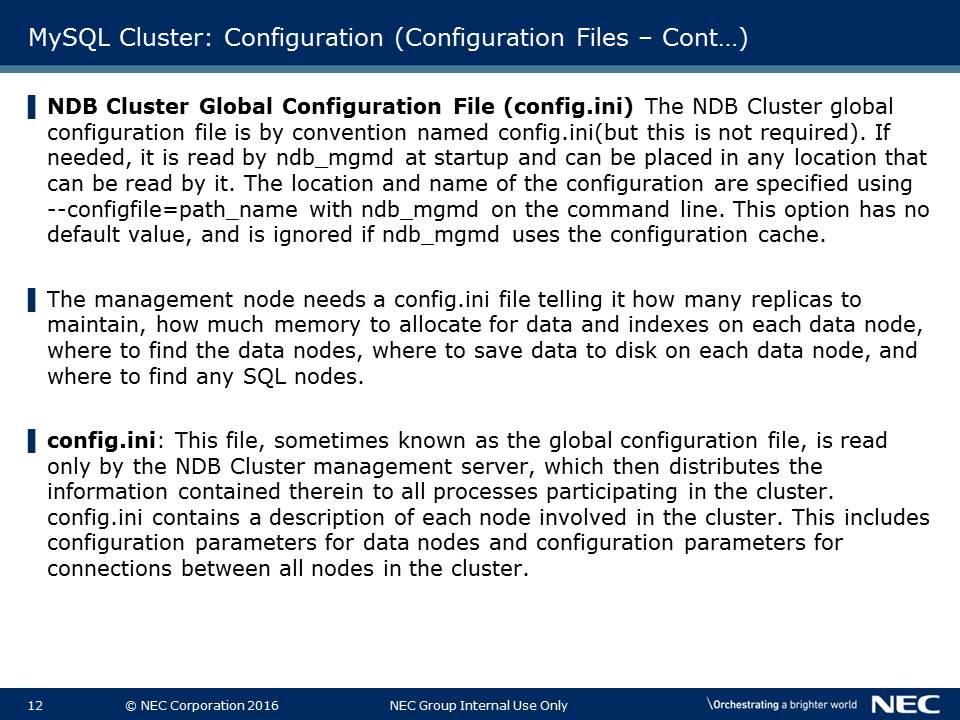 MySQL Cluster: Configuration (Configuration Files – Cont…)
NDB Cluster Global Configuration File (config.ini) The NDB Cluster global
configuration file is by convention named config.ini(but this is not required). If
needed, it is read by ndb_mgmd at startup and can be placed in any location that
can be read by it. The location and name of the configuration are specified using
--configfile=path_name with ndb_mgmd on the command line. This option has no
default value, and is ignored if ndb_mgmd uses the configuration cache.
The management node needs a config.ini file telling it how many replicas to
maintain, how much memory to allocate for data and indexes on each data node,
where to find the data nodes, where to save data to disk on each data node, and
where to find any SQL nodes.
config.ini: This file, sometimes known as the global configuration file, is read
only by the NDB Cluster management server, which then distributes the
information contained therein to all processes participating in the cluster.
config.ini contains a description of each node involved in the cluster. This includes
configuration parameters for data nodes and configuration parameters for
connections between all nodes in the cluster.
12 © NEC Corporation 2016 NEC Group Internal Use Only \Orchestrating a brighter world NEC